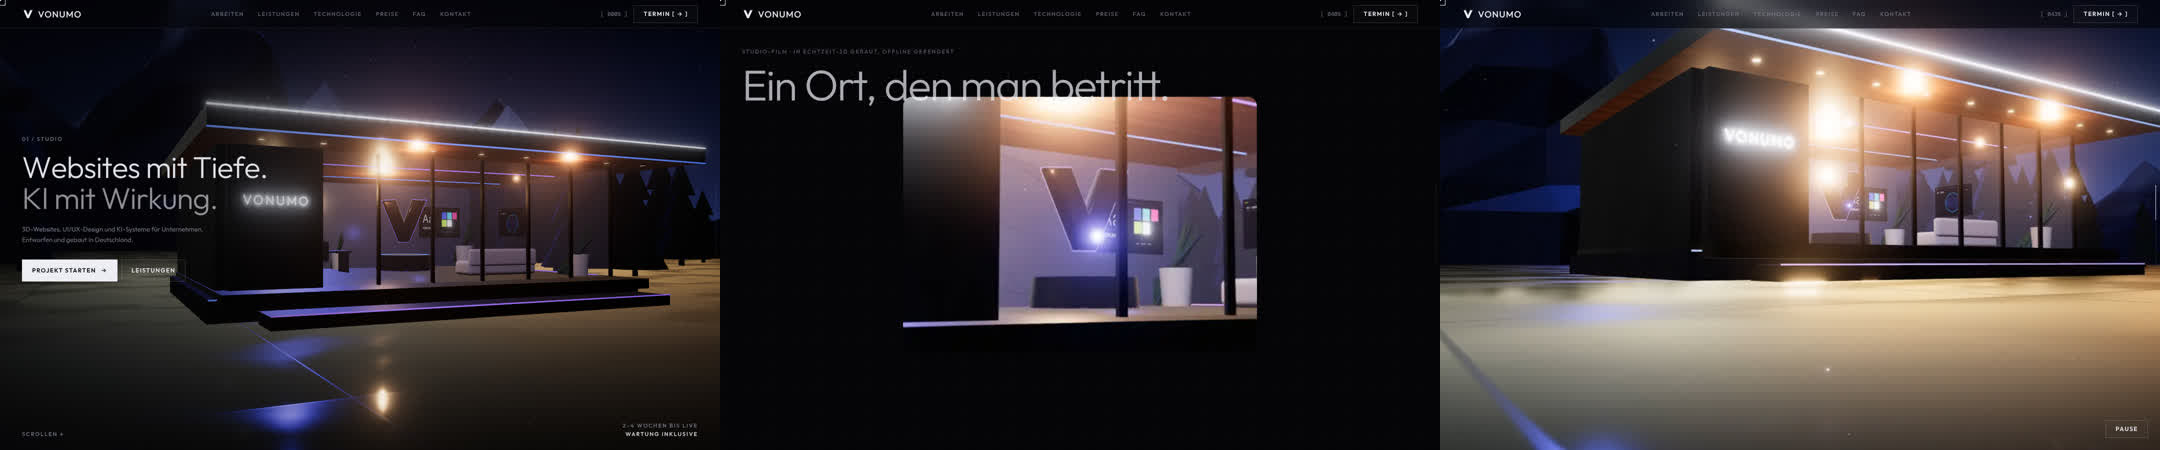 VONUMO
ARBEITEN LEISTUNGEN TECHNOLOGIE PREISE FAQ KONTAKT
[ 000% ]
TERMIN [ → ]
01 / STUDIO
Websites mit Tiefe.
KI mit Wirkung.
3D-Websites, UI/UX-Design und KI-Systeme für Unternehmen.
Entworfen und gebaut in Deutschland.
PROJEKT STARTEN →
LEISTUNGEN
VONUMO
SCROLLEN ↓
2–4 WOCHEN BIS LIVE
WARTUNG INKLUSIVE
VONUMO
ARBEITEN LEISTUNGEN TECHNOLOGIE PREISE FAQ KONTAKT
TERMIN [ → ]
STUDIO-FILM · IN ECHTZEIT-3D GEBAUT, OFFLINE GERENDERT
Ein Ort, den man betritt.
VONUMO
ARBEITEN LEISTUNGEN TECHNOLOGIE PREISE FAQ KONTAKT
TERMIN [ → ]
VONUMO
PAUSE